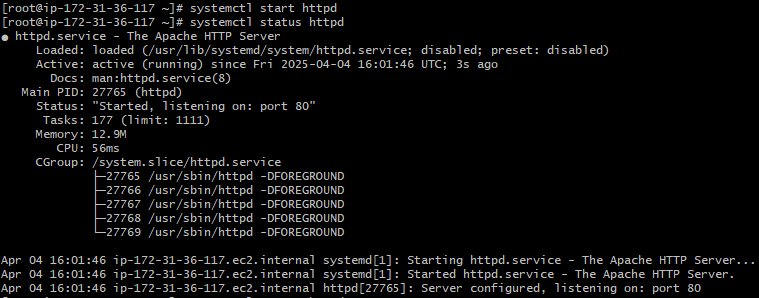 [root@ip-172-31-36-117 ~]# systemctl start httpd
[root@ip-172-31-36-117 ~]# systemctl status httpd
● httpd.service - The Apache HTTP Server
     Loaded: loaded (/usr/lib/systemd/system/httpd.service; disabled; preset: disabled)
     Active: active (running) since Fri 2025-04-04 16:01:46 UTC; 3s ago
       Docs: man:httpd.service(8)
   Main PID: 27765 (httpd)
     Status: "Started, listening on: port 80"
      Tasks: 177 (limit: 1111)
     Memory: 12.9M
        CPU: 56ms
     CGroup: /system.slice/httpd.service
             ├─27765 /usr/sbin/httpd -DFOREGROUND
             ├─27766 /usr/sbin/httpd -DFOREGROUND
             ├─27767 /usr/sbin/httpd -DFOREGROUND
             ├─27768 /usr/sbin/httpd -DFOREGROUND
             └─27769 /usr/sbin/httpd -DFOREGROUND

Apr 04 16:01:46 ip-172-31-36-117.ec2.internal systemd[1]: Starting httpd.service - The Apache HTTP Server...
Apr 04 16:01:46 ip-172-31-36-117.ec2.internal systemd[1]: Started httpd.service - The Apache HTTP Server.
Apr 04 16:01:46 ip-172-31-36-117.ec2.internal httpd[27765]: Server configured, listening on: port 80